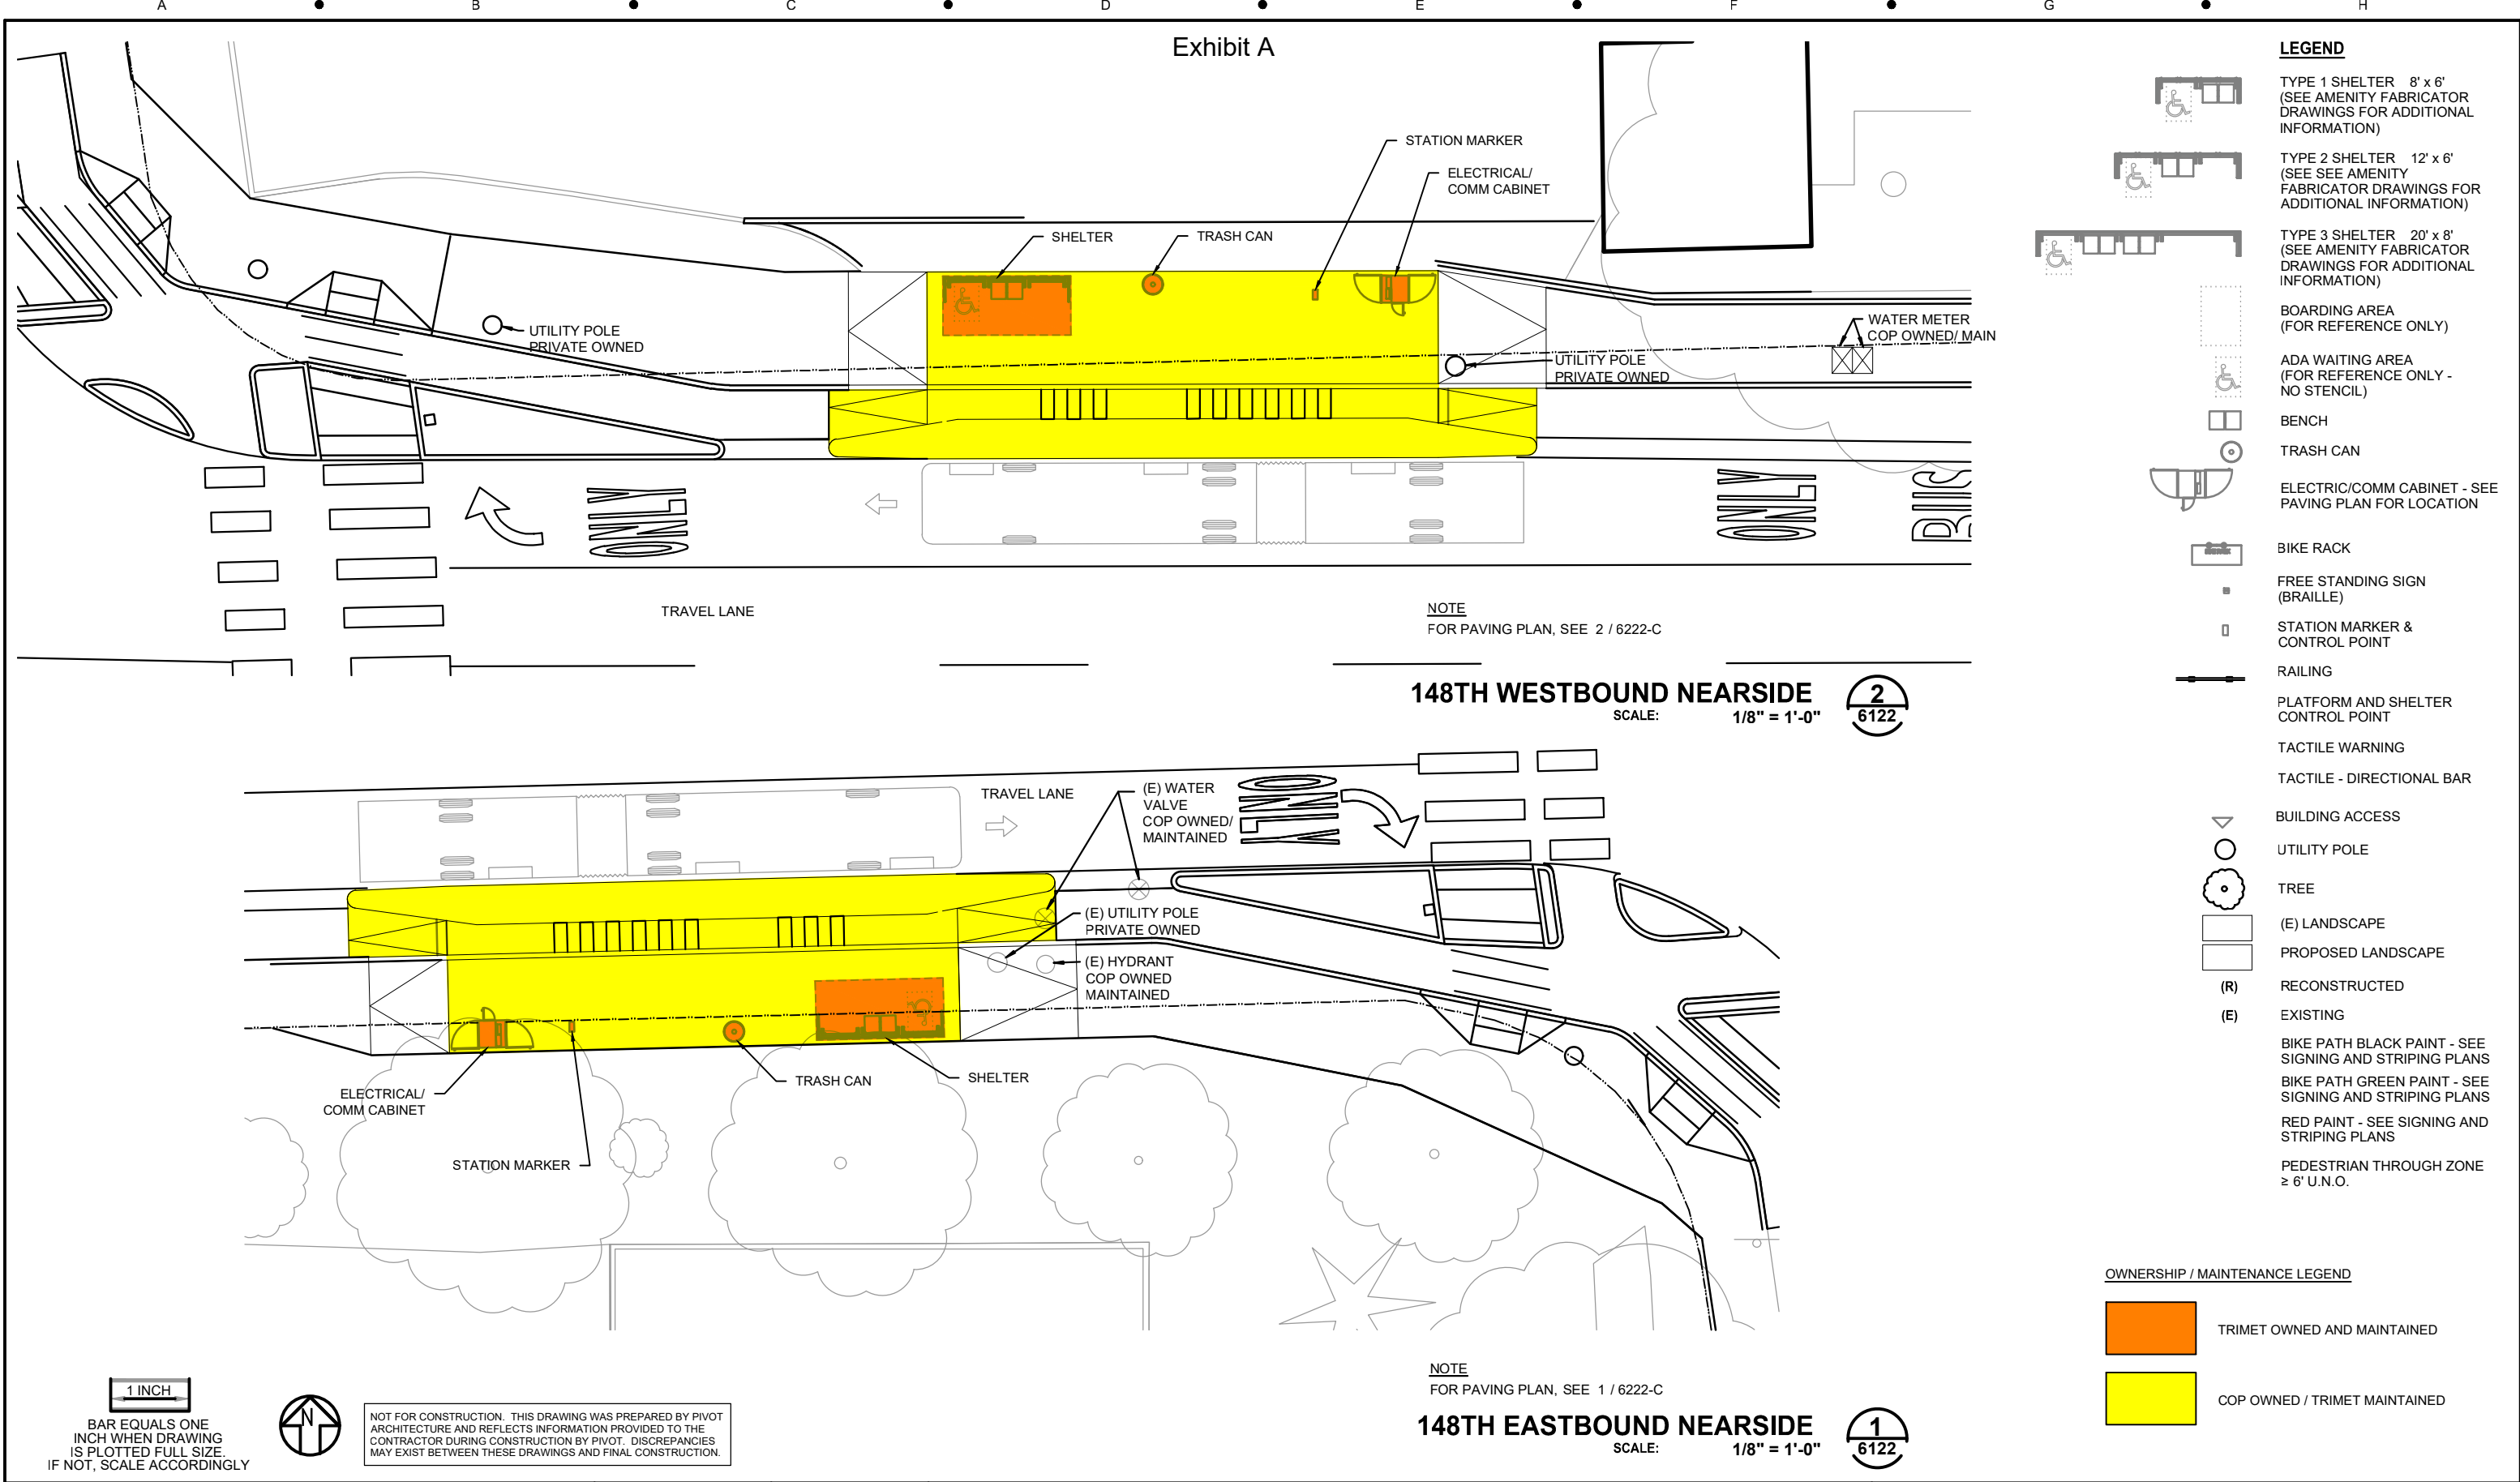 A B C D E F G H
Exhibit A
STATION MARKER
ELECTRICAL/
COMM CABINET
SHELTER
TRASH CAN
UTILITY POLE
PRIVATE OWNED
WATER METER
COP OWNED/ MAIN
UTILITY POLE
PRIVATE OWNED
ONLY
ONLY
BUS
TRAVEL LANE
NOTE
FOR PAVING PLAN, SEE 2 / 6222-C
148TH WESTBOUND NEARSIDE
SCALE: 1/8" = 1'-0"
2
6122
TRAVEL LANE
(E) WATER
VALVE
COP OWNED/
MAINTAINED
ONLY
(E) UTILITY POLE
PRIVATE OWNED
(E) HYDRANT
COP OWNED
MAINTAINED
ELECTRICAL/
COMM CABINET
STATION MARKER
TRASH CAN
SHELTER
NOTE
FOR PAVING PLAN, SEE 1 / 6222-C
148TH EASTBOUND NEARSIDE
SCALE: 1/8" = 1'-0"
1
6122
1 INCH
BAR EQUALS ONE
INCH WHEN DRAWING
IS PLOTTED FULL SIZE.
IF NOT, SCALE ACCORDINGLY
N
NOT FOR CONSTRUCTION. THIS DRAWING WAS PREPARED BY PIVOT
ARCHITECTURE AND REFLECTS INFORMATION PROVIDED TO THE
CONTRACTOR DURING CONSTRUCTION BY PIVOT. DISCREPANCIES
MAY EXIST BETWEEN THESE DRAWINGS AND FINAL CONSTRUCTION.
LEGEND
TYPE 1 SHELTER 8' x 6'
(SEE AMENITY FABRICATOR
DRAWINGS FOR ADDITIONAL
INFORMATION)
TYPE 2 SHELTER 12' x 6'
(SEE SEE AMENITY
FABRICATOR DRAWINGS FOR
ADDITIONAL INFORMATION)
TYPE 3 SHELTER 20' x 8'
(SEE AMENITY FABRICATOR
DRAWINGS FOR ADDITIONAL
INFORMATION)
BOARDING AREA
(FOR REFERENCE ONLY)
ADA WAITING AREA
(FOR REFERENCE ONLY -
NO STENCIL)
BENCH
TRASH CAN
ELECTRIC/COMM CABINET - SEE
PAVING PLAN FOR LOCATION
BIKE RACK
FREE STANDING SIGN
(BRAILLE)
STATION MARKER &
CONTROL POINT
RAILING
PLATFORM AND SHELTER
CONTROL POINT
TACTILE WARNING
TACTILE - DIRECTIONAL BAR
BUILDING ACCESS
UTILITY POLE
TREE
(E) LANDSCAPE
PROPOSED LANDSCAPE
(R) RECONSTRUCTED
(E) EXISTING
BIKE PATH BLACK PAINT - SEE
SIGNING AND STRIPING PLANS
BIKE PATH GREEN PAINT - SEE
SIGNING AND STRIPING PLANS
RED PAINT - SEE SIGNING AND
STRIPING PLANS
PEDESTRIAN THROUGH ZONE
≥ 6' U.N.O.
OWNERSHIP / MAINTENANCE LEGEND
TRIMET OWNED AND MAINTAINED
COP OWNED / TRIMET MAINTAINED